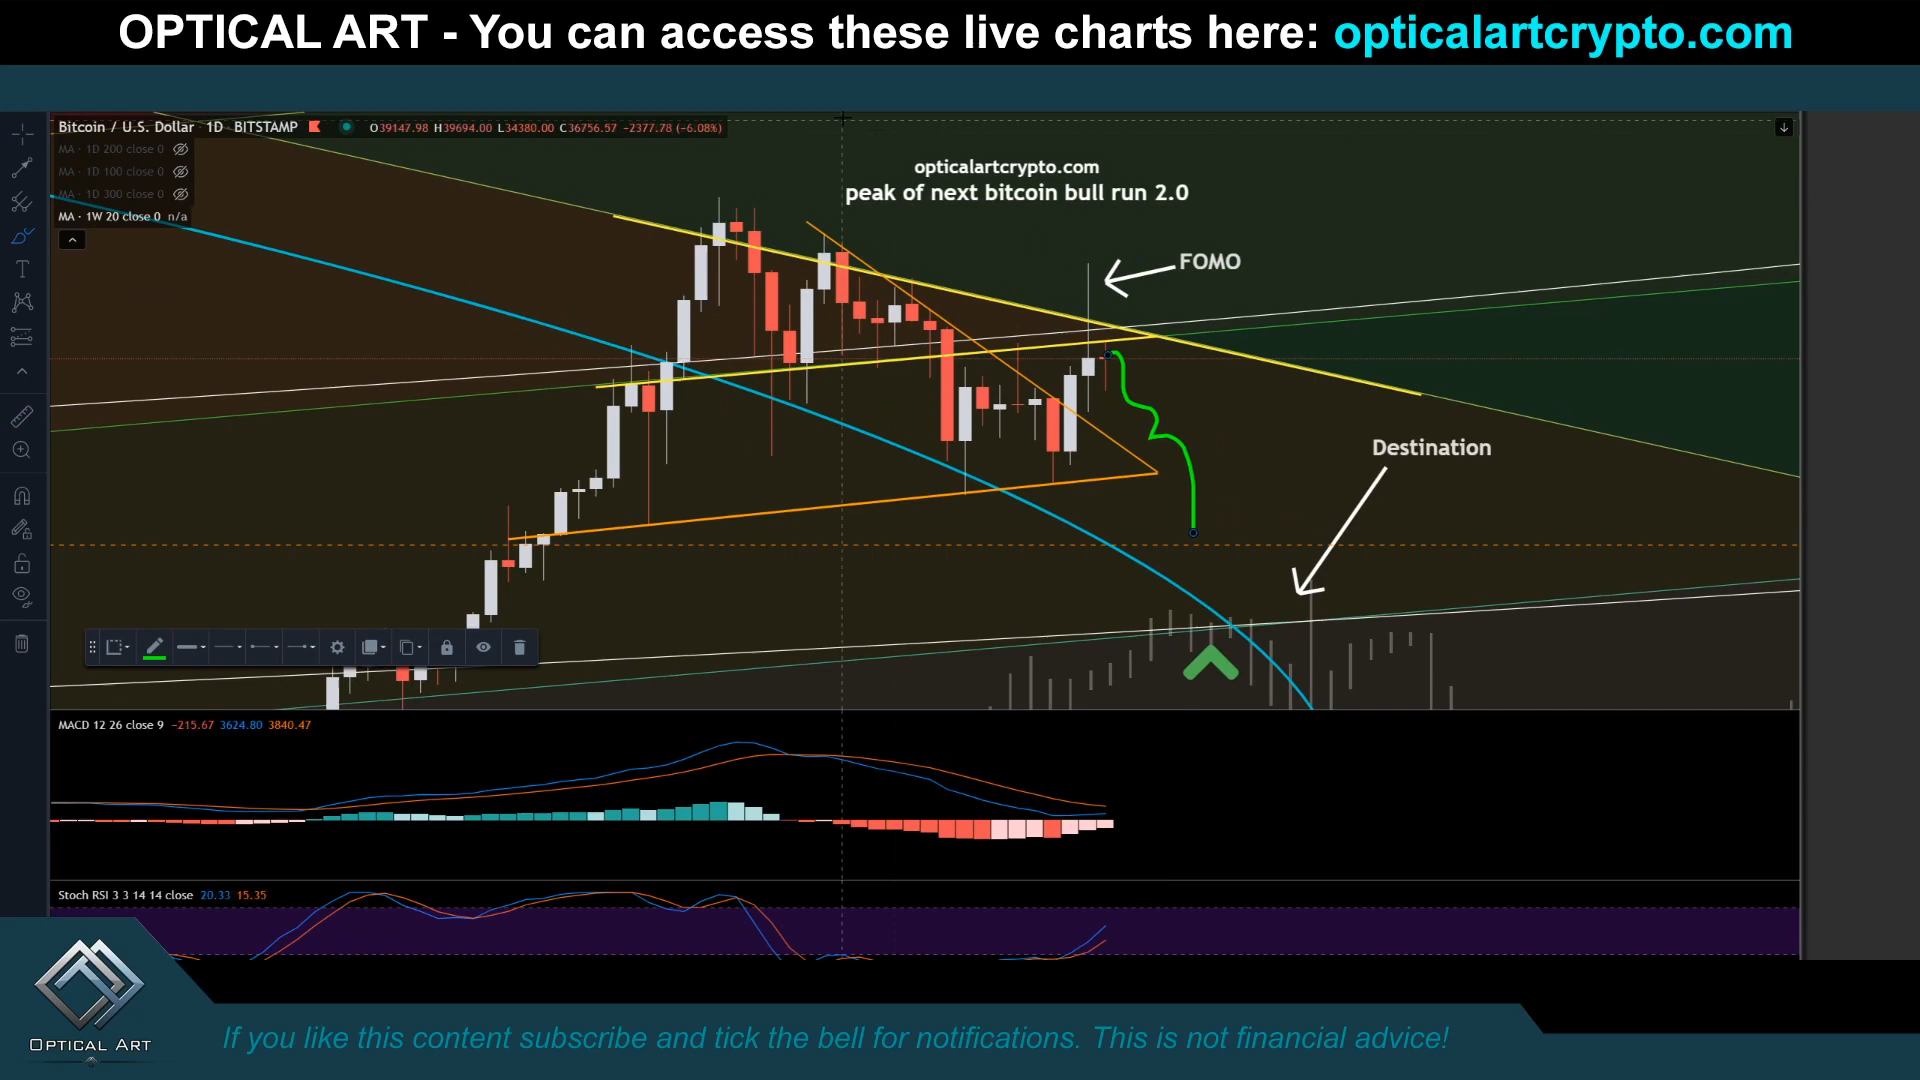 OPTICAL ART - You can access these live charts here: opticalartcrypto.com
Bitcoin / U.S. Dollar 1D BITSTAMP O39147.98 H39694.00 L34380.00 C36756.57 −2377.78 (−6.08%)
MA · 1D 200 close 0
MA · 1D 100 close 0
MA · 1D 300 close 0
MA · 1W 20 close 0 n/a
opticalartcrypto.com
peak of next bitcoin bull run 2.0
FOMO
Destination
MACD 12 26 close 9 −215.67 3624.80 3840.47
Stoch RSI 3 3 14 14 close 20.33 15.35
OPTICAL ART
If you like this content subscribe and tick the bell for notifications. This is not financial advice!